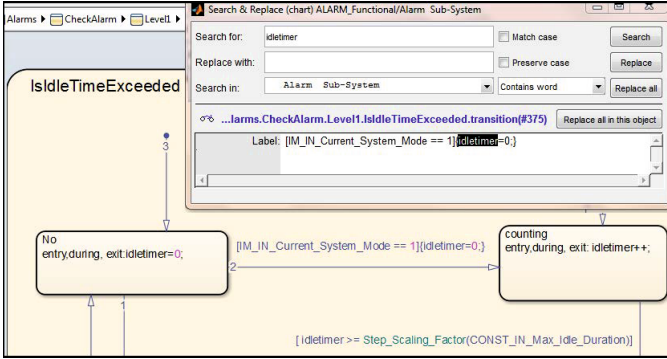 Alarms CheckAlarm Level1
Search & Replace (chart) ALARM_Functional/Alarm Sub-System
Search for: idletimer Match case Search
Replace with: Preserve case Replace
Search in: Alarm Sub-System Contains word Replace all
...larms.CheckAlarm.Level1.IsIdleTimeExceeded.transition(#375) Replace all in this object
Label: [IM_IN_Current_System_Mode == 1]{idletimer=0;}
IsIdleTimeExceeded
3
No
entry,during, exit:idletimer=0;
[IM_IN_Current_System_Mode == 1]{idletimer=0;}
2
counting
entry,during, exit: idletimer++;
1
[ idletimer >= Step_Scaling_Factor(CONST_IN_Max_Idle_Duration)]